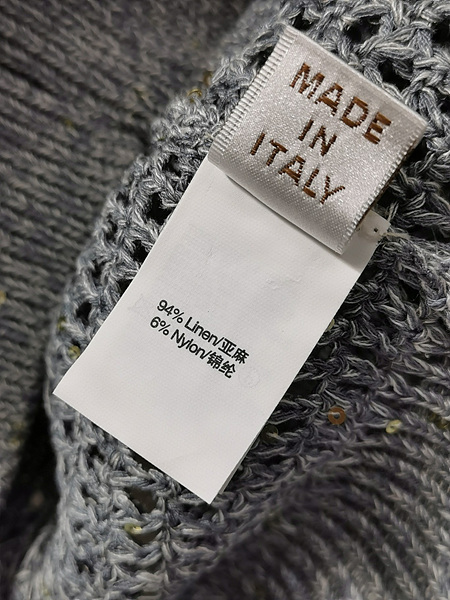 MADE
IN
ITALY
94% Linen/亚麻
6% Nylon/锦纶